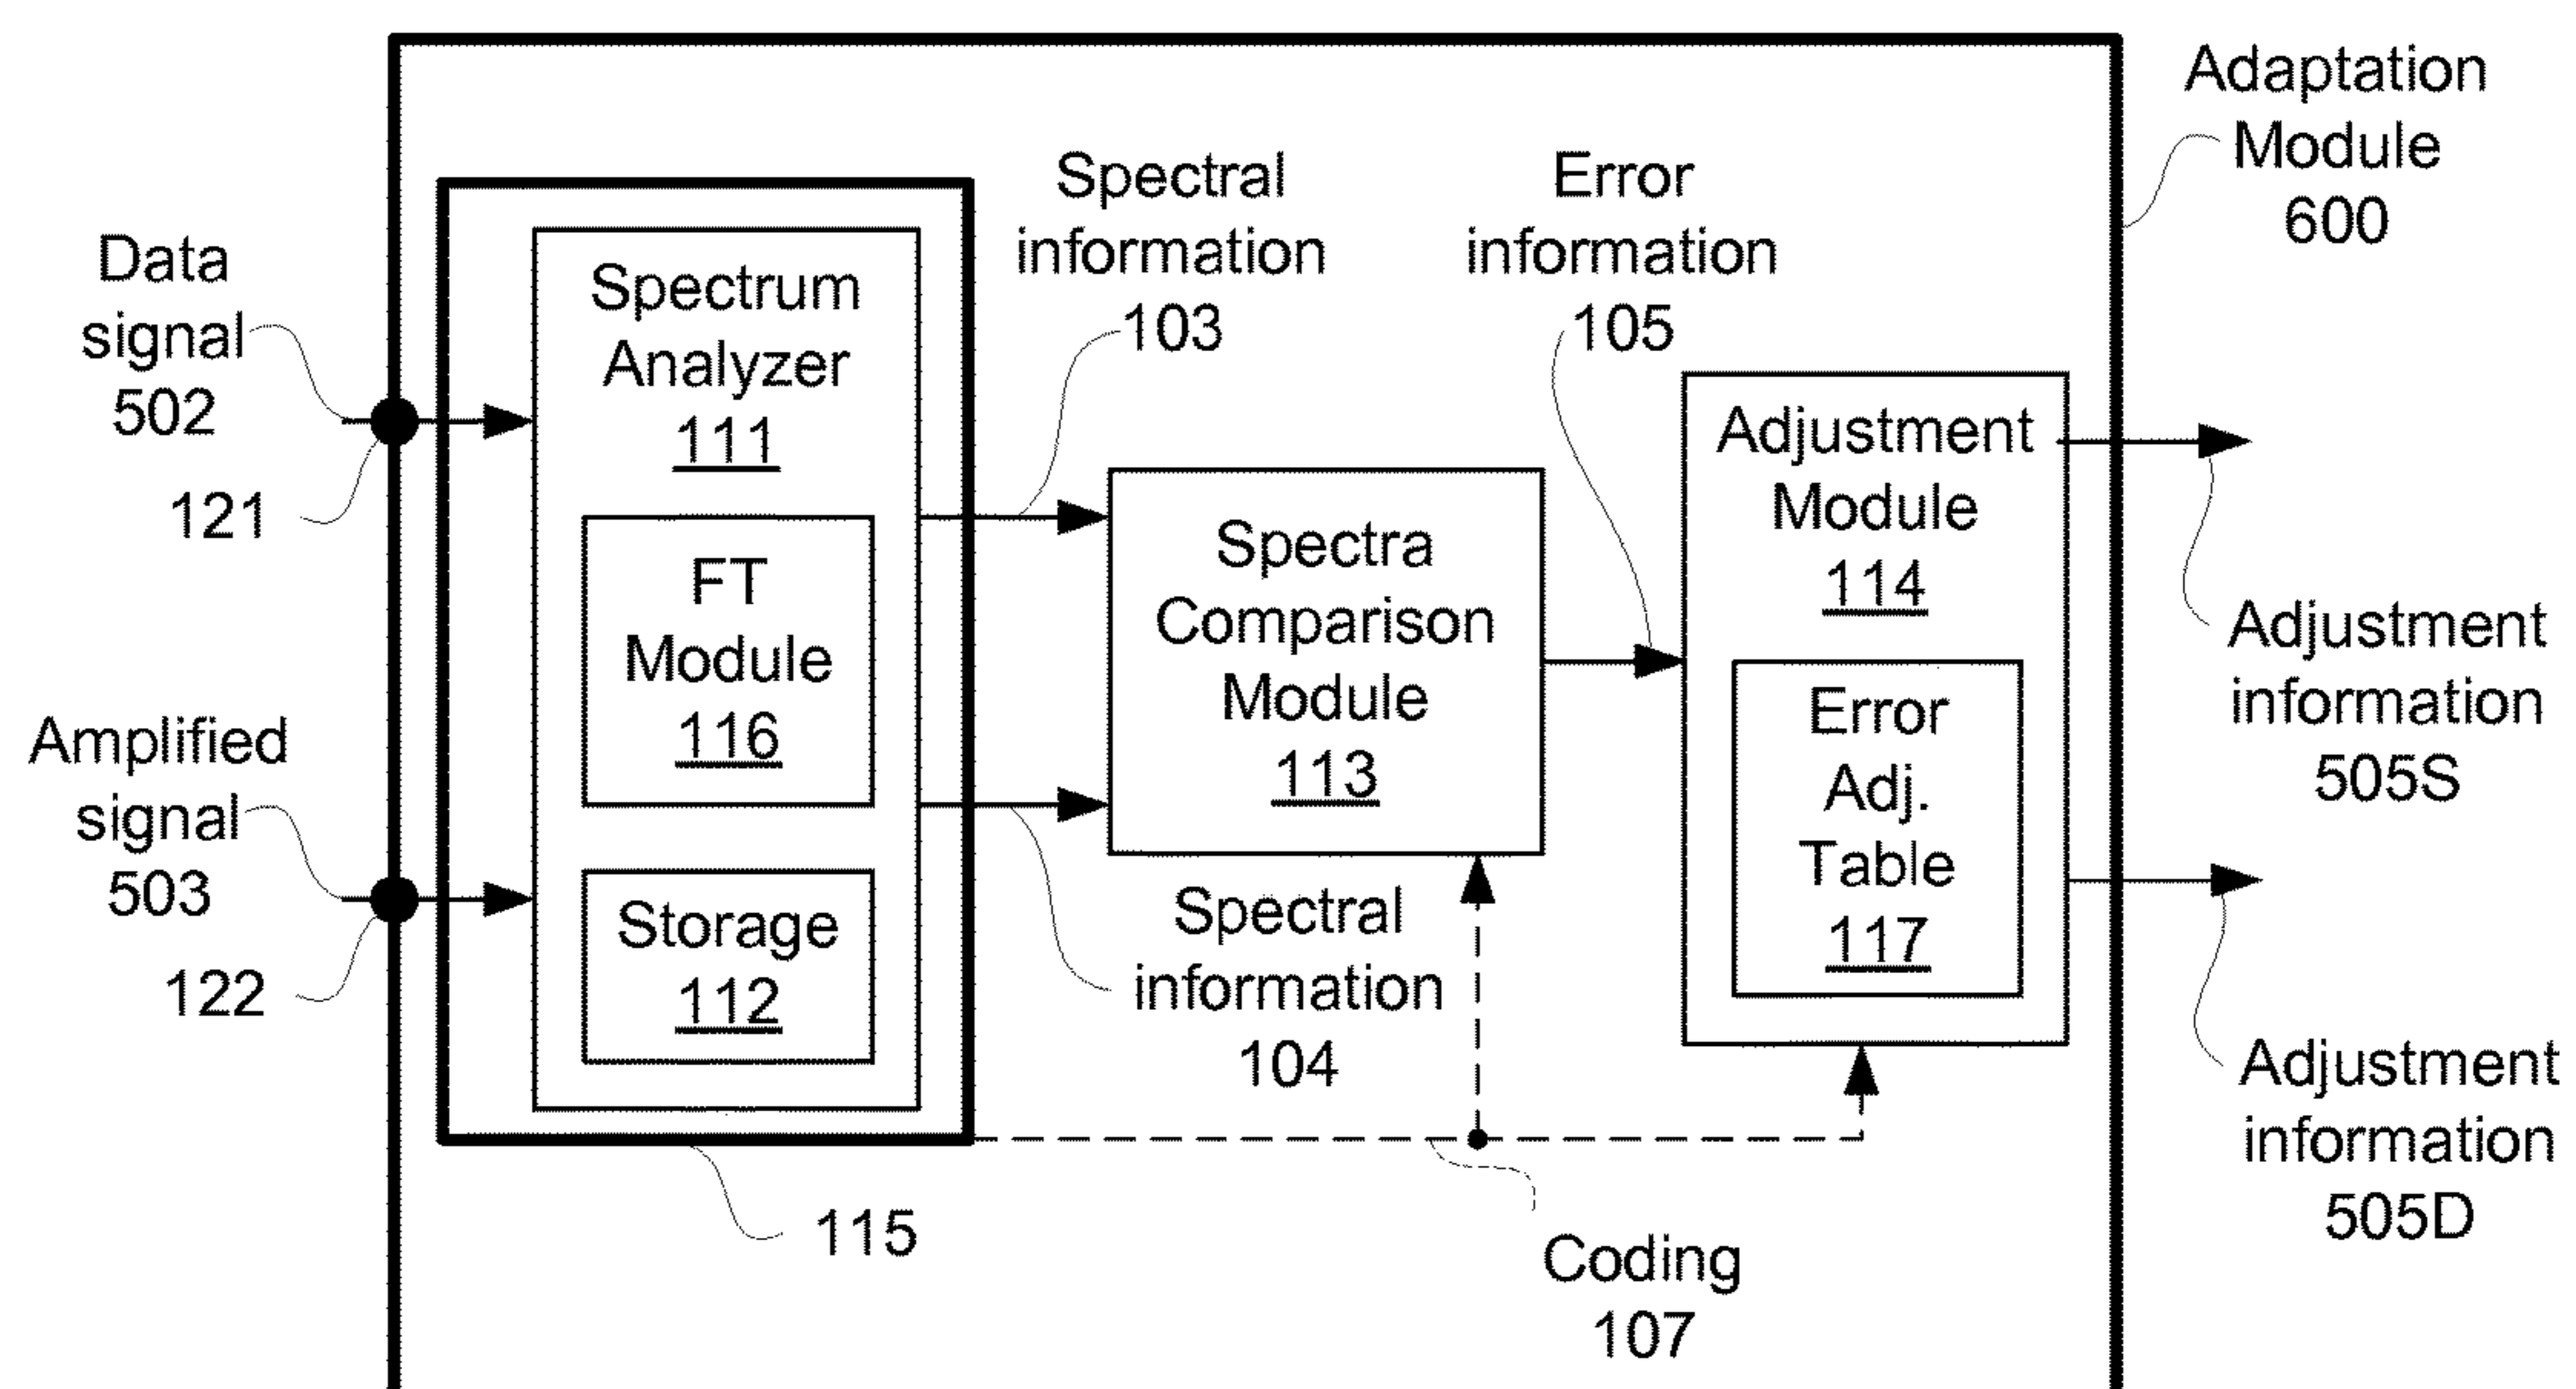 Adaptation
Module
600
Data
signal
502
121
Amplified
signal
503
122
Spectrum
Analyzer
111
FT
Module
116
Storage
112
115
Spectral
information
103
Spectra
Comparison
Module
113
Spectral
information
104
Error
information
105
Adjustment
Module
114
Error
Adj.
Table
117
Coding
107
Adjustment
information
505S
Adjustment
information
505D